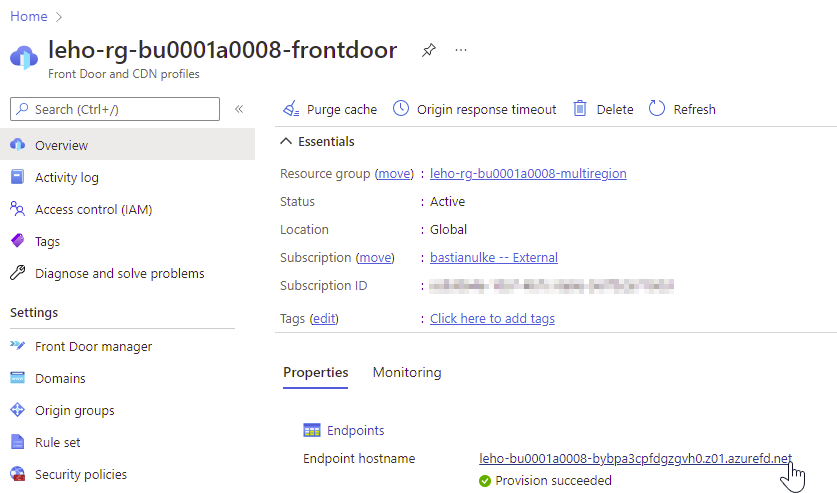 Home >
leho-rg-bu0001a0008-frontdoor ...
Front Door and CDN profiles
Search (Ctrl+/) «
Purge cache Origin response timeout Delete Refresh
Overview
Activity log
Access control (IAM)
Tags
Diagnose and solve problems
Settings
Front Door manager
Domains
Origin groups
Rule set
Security policies
Essentials
Resource group (move) : leho-rg-bu0001a0008-multiregion
Status : Active
Location : Global
Subscription (move) : bastianulke -- External
Subscription ID :
Tags (edit) : Click here to add tags
Properties Monitoring
Endpoints
Endpoint hostname leho-bu0001a0008-bybpa3cpfdgzgvh0.z01.azurefd.net
Provision succeeded